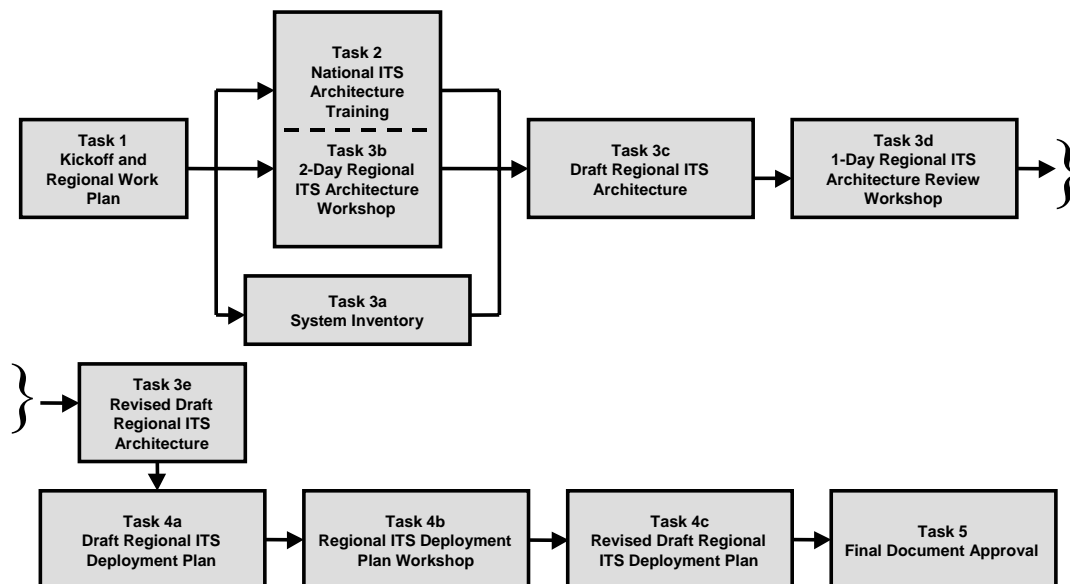 Task 1
Kickoff and
Regional Work
Plan
Task 2
National ITS
Architecture
Training
Task 3b
2-Day Regional
ITS Architecture
Workshop
Task 3a
System Inventory
Task 3c
Draft Regional ITS
Architecture
Task 3d
1-Day Regional ITS
Architecture Review
Workshop
}
}
Task 3e
Revised Draft
Regional ITS
Architecture
Task 4a
Draft Regional ITS
Deployment Plan
Task 4b
Regional ITS Deployment
Plan Workshop
Task 4c
Revised Draft Regional
ITS Deployment Plan
Task 5
Final Document Approval